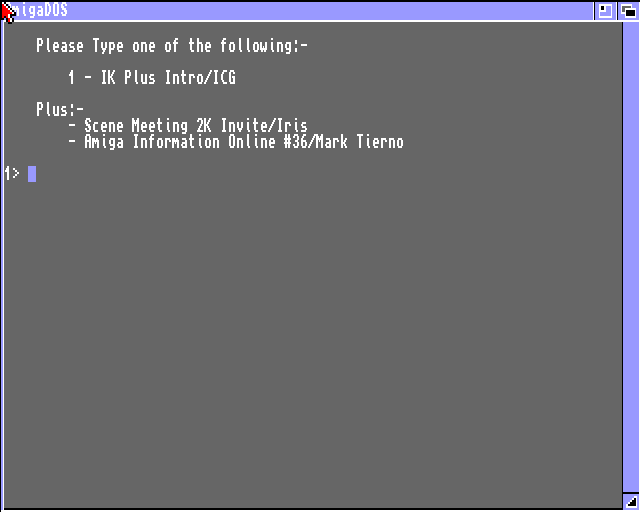 AmigaDOS
Please Type one of the following:-
1 - IK Plus Intro/ICG
Plus:-
- Scene Meeting 2K Invite/Iris
- Amiga Information Online #36/Mark Tierno
1>